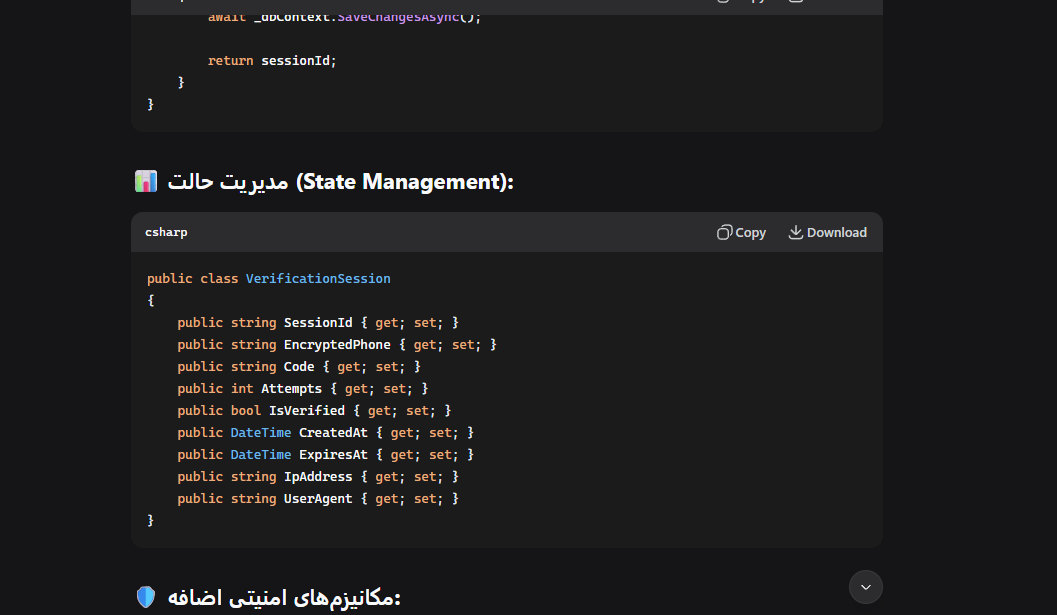 await _dbContext.SaveChangesAsync();
return sessionId;
}
}
مدیریت حالت (State Management):
csharp
Copy
Download
public class VerificationSession
{
public string SessionId { get; set; }
public string EncryptedPhone { get; set; }
public string Code { get; set; }
public int Attempts { get; set; }
public bool IsVerified { get; set; }
public DateTime CreatedAt { get; set; }
public DateTime ExpiresAt { get; set; }
public string IpAddress { get; set; }
public string UserAgent { get; set; }
}
مکانیزم‌های امنیتی اضافه: